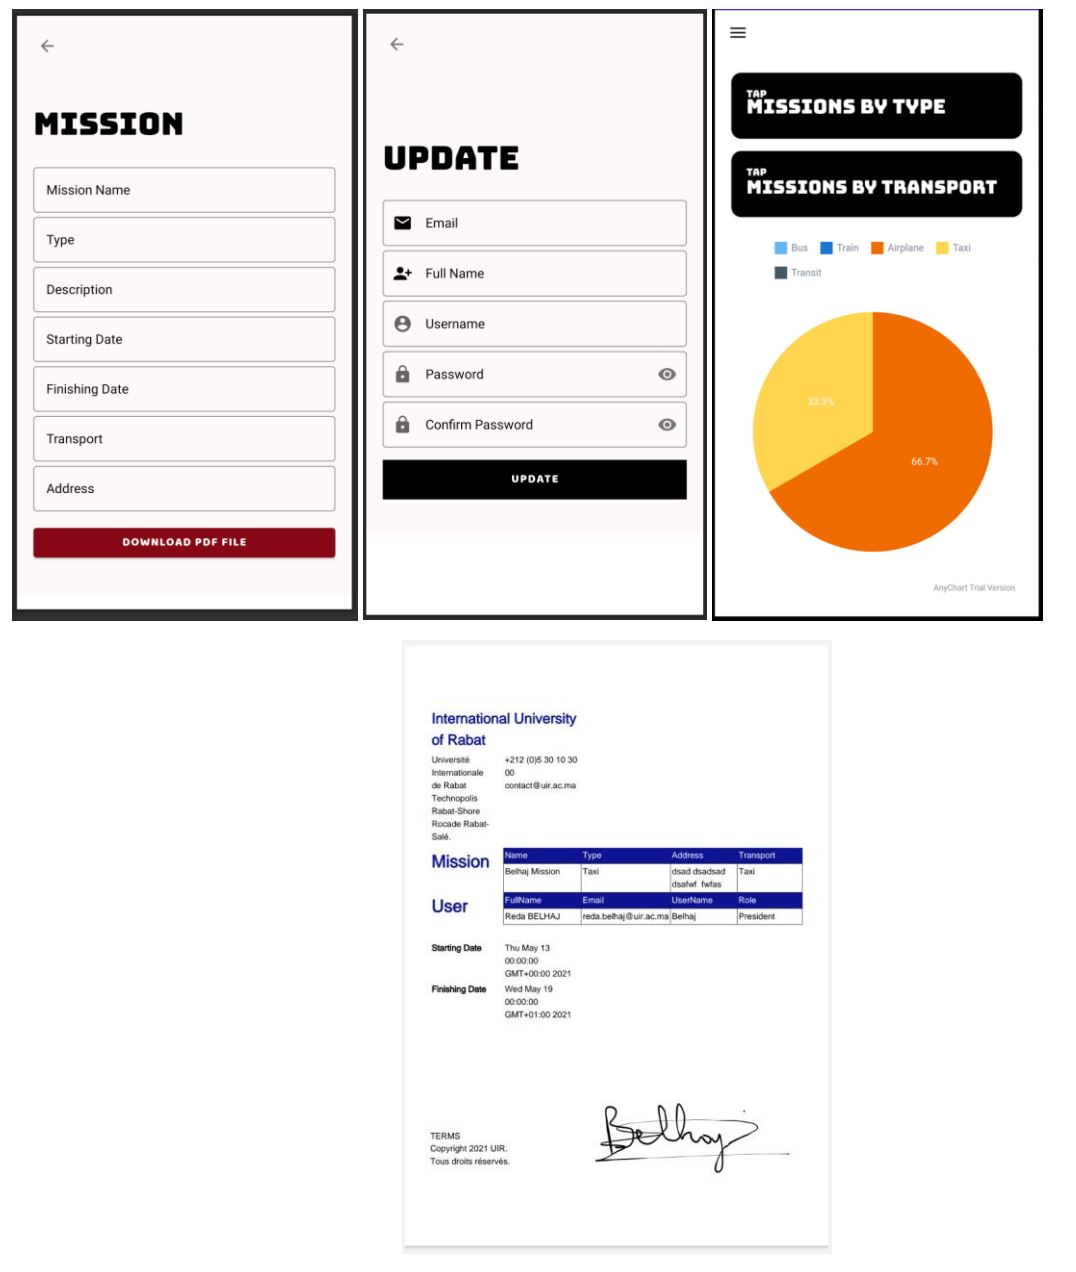 MISSION
Mission Name
Type
Description
Starting Date
Finishing Date
Transport
Address
DOWNLOAD PDF FILE
UPDATE
Email
Full Name
Username
Password
Confirm Password
UPDATE
TAP
MISSIONS BY TYPE
TAP
MISSIONS BY TRANSPORT
Bus Train Airplane Taxi
Transit
33.3%
66.7%
AnyChart Trial Version
International University
of Rabat
Université
Internationale
de Rabat
Technopolis
Rabat-Shore
Rocade Rabat-
Salé.
+212 (0)5 30 10 30
00
contact@uir.ac.ma
Mission
Name Type Address Transport
Belhaj Mission Taxi dsad dsadsad Taxi
dsafwf fwfas
User
FullName Email UserName Role
Reda BELHAJ reda.belhaj@uir.ac.ma Belhaj President
Starting Date Thu May 13
00:00:00
GMT+00:00 2021
Finishing Date Wed May 19
00:00:00
GMT+01:00 2021
Belhaj
TERMS
Copyright 2021 UIR.
Tous droits réservés.